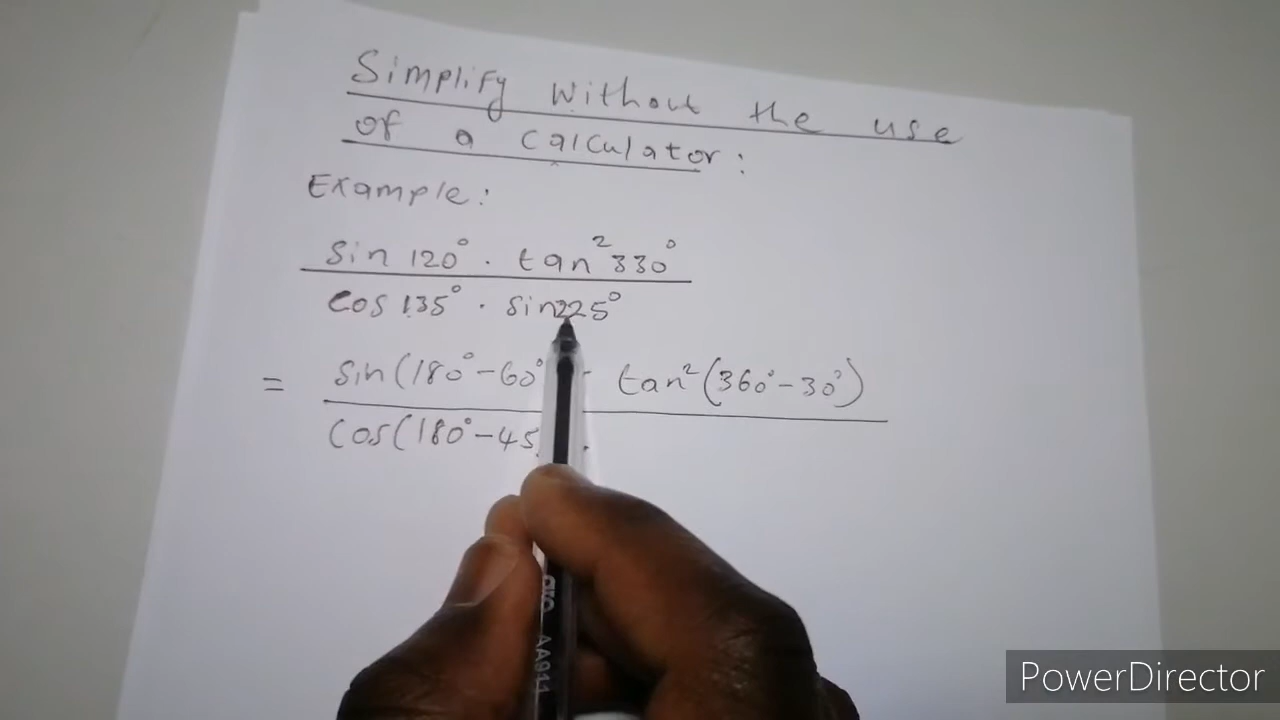 Simplify without the use
of a calculator:
Example:
sin 120° · tan² 330°
cos 135° · sin 225°
= sin(180° - 60° · tan²(360° - 30°)
cos(180° - 45 ·
AA911
PowerDirector